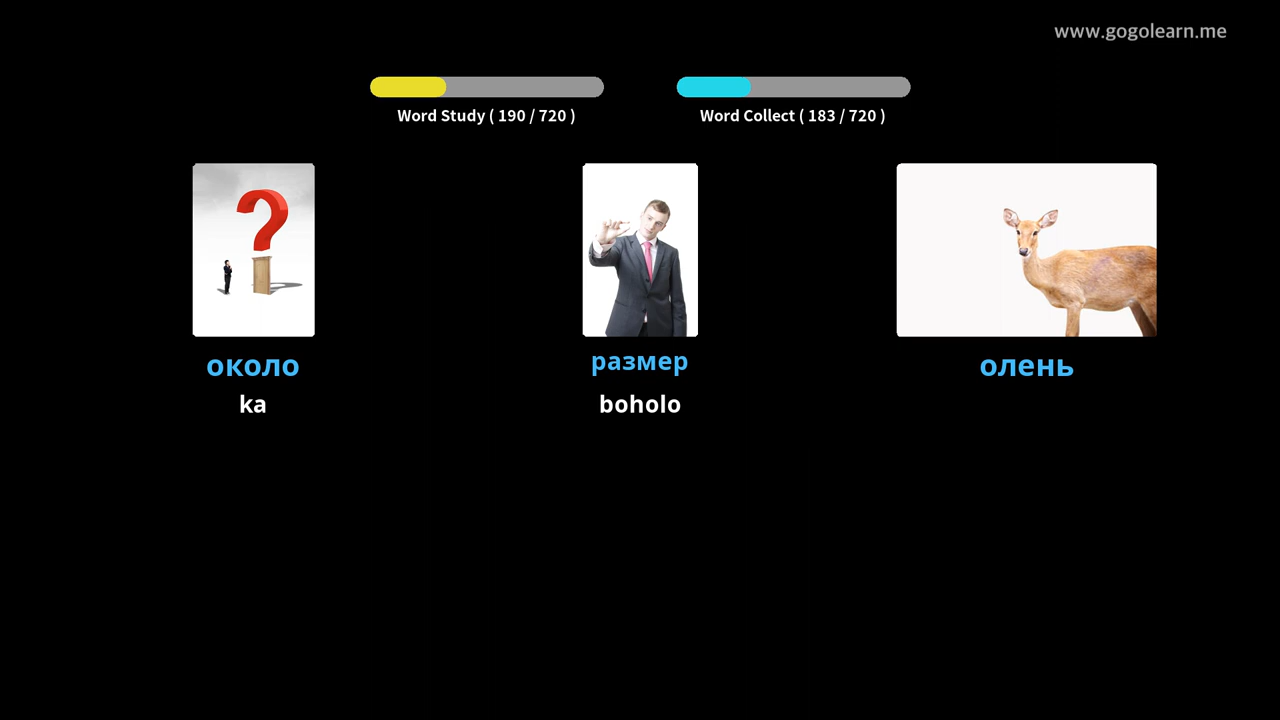 www.gogolearn.me
Word Study ( 190 / 720 )
Word Collect ( 183 / 720 )
около
размер
олень
ka
boholo